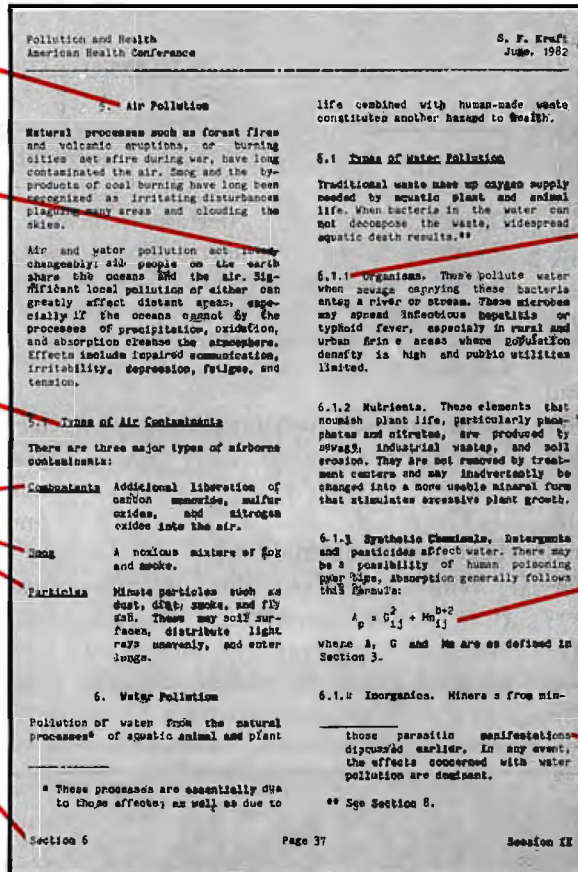 Pollution and Health
American Health Conference
S. F. Kraft
June, 1982
5. Air Pollution
Natural processes such as forest fires
and volcanic eruptions, or burning
cities set afire during war, have long
contaminated the air. Smog and the by-
products of coal burning have long been
recognized as irritating disturbances
plaguing many areas and clouding the
skies.
Air and water pollution act inter-
changeably; all people on the earth
share the oceans and the air. Sig-
nificant local pollution of either can
greatly affect distant areas, espe-
cially if the oceans cannot by the
processes of precipitation, oxidation,
and absorption cleanse the atmosphere.
Effects include impaired communication,
irritability, depression, fatigue, and
tension.
5.1 Types of Air Contaminants
There are three major types of airborne
contaminants:
Combustants Additional liberation of
carbon monoxide, sulfur
oxides, and nitrogen
oxides into the air.
Smog A noxious mixture of fog
and smoke.
Particles Minute particles such as
dust, dirt, smoke, and fly
ash. These may soil sur-
faces, distribute light
rays unevenly, and enter
lungs.
6. Water Pollution
Pollution of water from the natural
processes* of aquatic animal and plant
* These processes are essentially due
to those affects; as well as due to
life combined with human-made waste
constitutes another hazard to health.
6.1 Types of Water Pollution
Traditional waste make up oxygen supply
needed by aquatic plant and animal
life. When bacteria in the water can
not decompose the waste, widespread
aquatic death results.**
6.1.1 Organisms. These pollute water
when sewage carrying these bacteria
enters a river or stream. These microbes
may spread infectious hepatitis or
typhoid fever, especially in rural and
urban frin e areas where population
density is high and public utilities
limited.
6.1.2 Nutrients. These elements that
nourish plant life, particularly phos-
phates and nitrates, are produced by
sewage, industrial wastes, and soil
erosion. They are not removed by treat-
ment centers and may inadvertently be
changed into a more usable mineral form
that stimulates excessive plant growth.
6.1.3 Synthetic Chemicals. Detergents
and pesticides affect water. There may
be a possibility of human poisoning
over time. Absorption generally follows
this formula:
A_p = G_ij^2 + Mn_ij^b+2
where A, G and Mn are as defined in
Section 3.
6.1.4 Inorganics. Minera s from min-
those parasitic manifestations
discussed earlier. In any event,
the effects concerned with water
pollution are dominant.
** See Section 8.
Section 6
Page 37
Session II